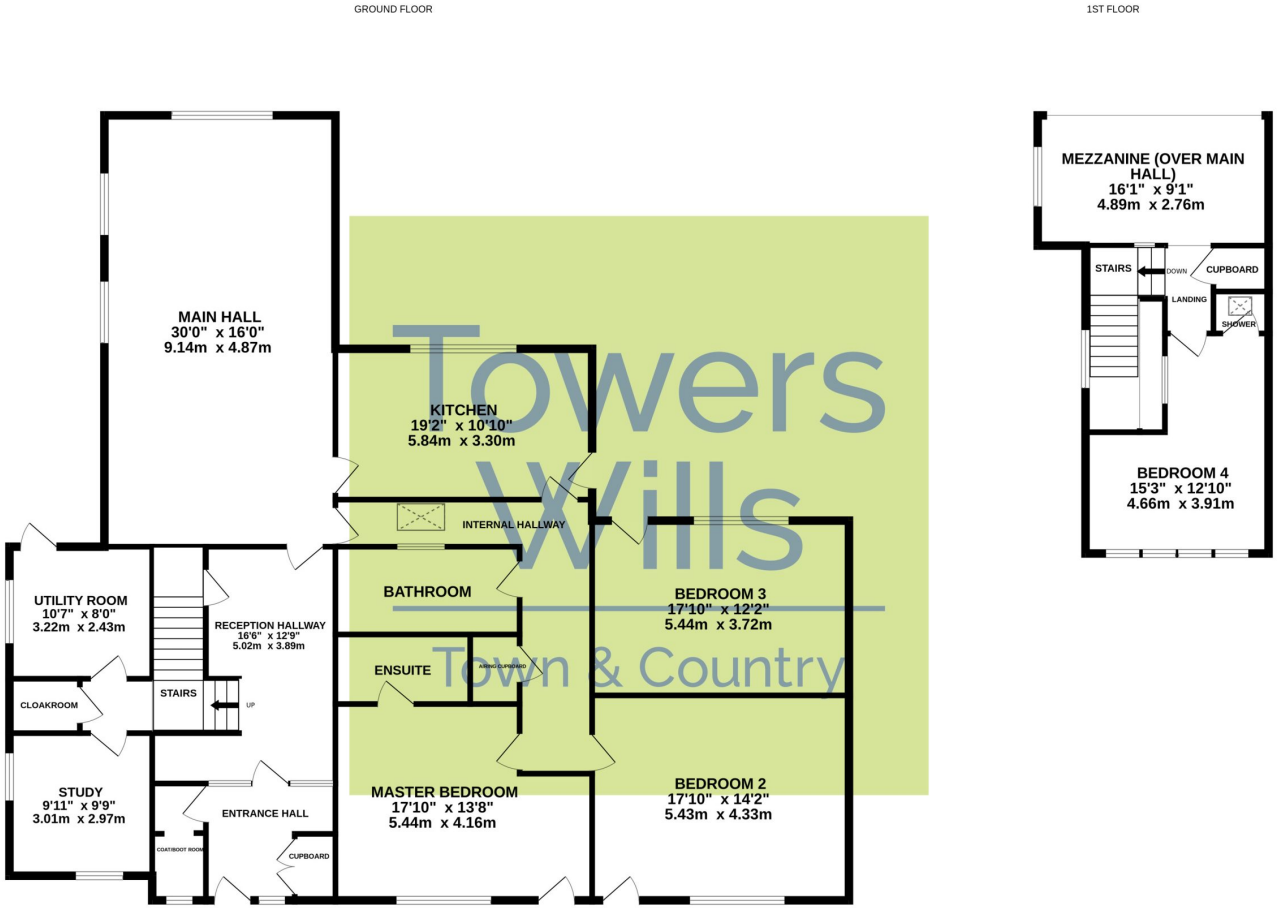 GROUND FLOOR
1ST FLOOR
MAIN HALL
30'0" x 16'0"
9.14m x 4.87m
KITCHEN
19'2" x 10'10"
5.84m x 3.30m
INTERNAL HALLWAY
BATHROOM
ENSUITE
AIRING CUPBOARD
BEDROOM 3
17'10" x 12'2"
5.44m x 3.72m
UTILITY ROOM
10'7" x 8'0"
3.22m x 2.43m
RECEPTION HALLWAY
16'6" x 12'9"
5.02m x 3.89m
CLOAKROOM
STAIRS
UP
STUDY
9'11" x 9'9"
3.01m x 2.97m
ENTRANCE HALL
COAT/BOOT ROOM
CUPBOARD
MASTER BEDROOM
17'10" x 13'8"
5.44m x 4.16m
BEDROOM 2
17'10" x 14'2"
5.43m x 4.33m
Towers
Wills
Town & Country
MEZZANINE (OVER MAIN
HALL)
16'1" x 9'1"
4.89m x 2.76m
STAIRS
DOWN
CUPBOARD
LANDING
SHOWER
BEDROOM 4
15'3" x 12'10"
4.66m x 3.91m